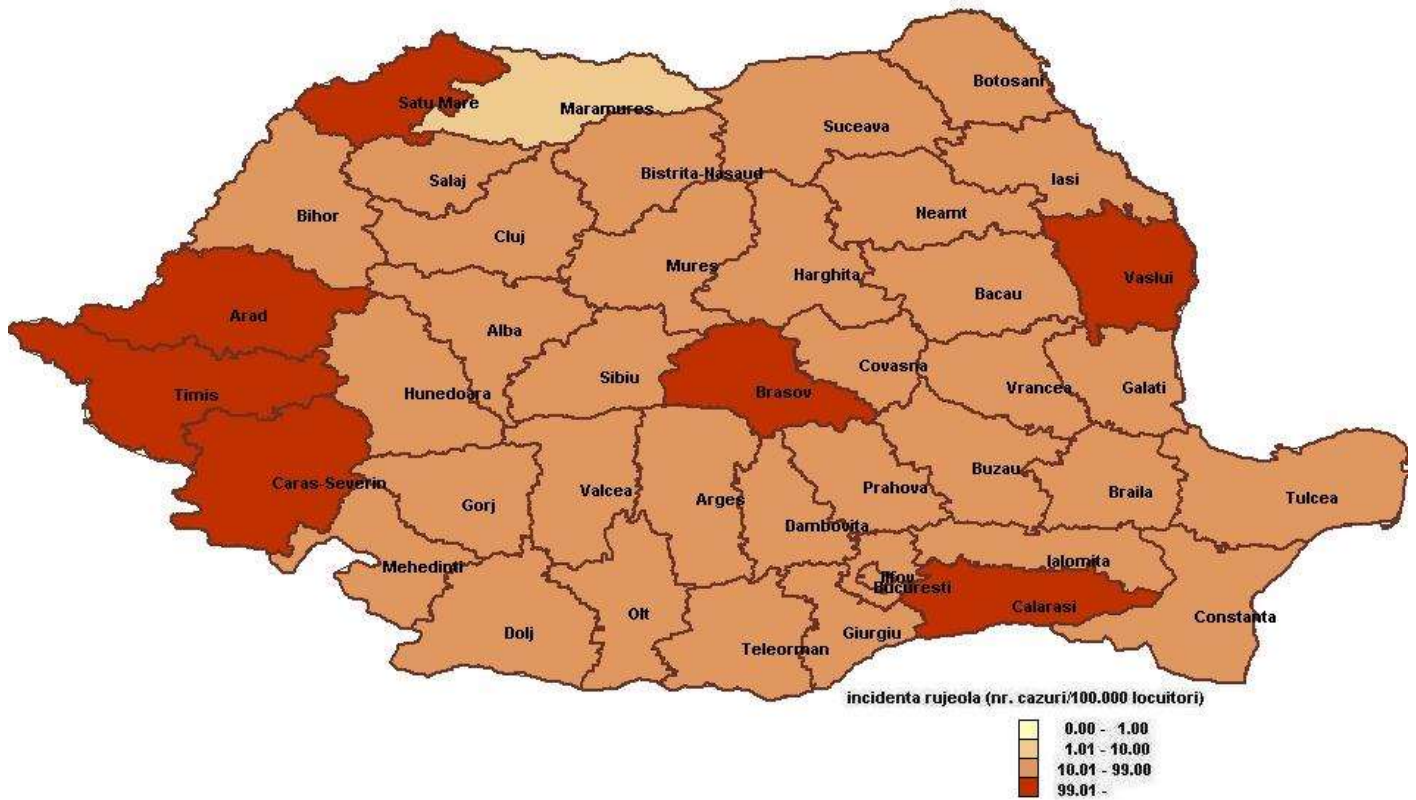 Botosani
Satu Mare
Maramures
Suceava
Bistrita-Nasaud
Salaj
Iasi
Bihor
Neamt
Cluj
Mures
Harghita
Vaslui
Bacau
Arad
Alba
Covasna
Sibiu
Vrancea
Galati
Timis
Hunedoara
Brasov
Buzau
Caras-Severin
Valcea
Prahova
Braila
Arges
Tulcea
Gorj
Dambovita
Ialomita
Mehedinti
Ilfov
Bucuresti
Calarasi
Olt
Constanta
Dolj
Giurgiu
Teleorman
incidenta rujeola (nr. cazuri/100.000 locuitori)
0.00 - 1.00
1.01 - 10.00
10.01 - 99.00
99.01 -